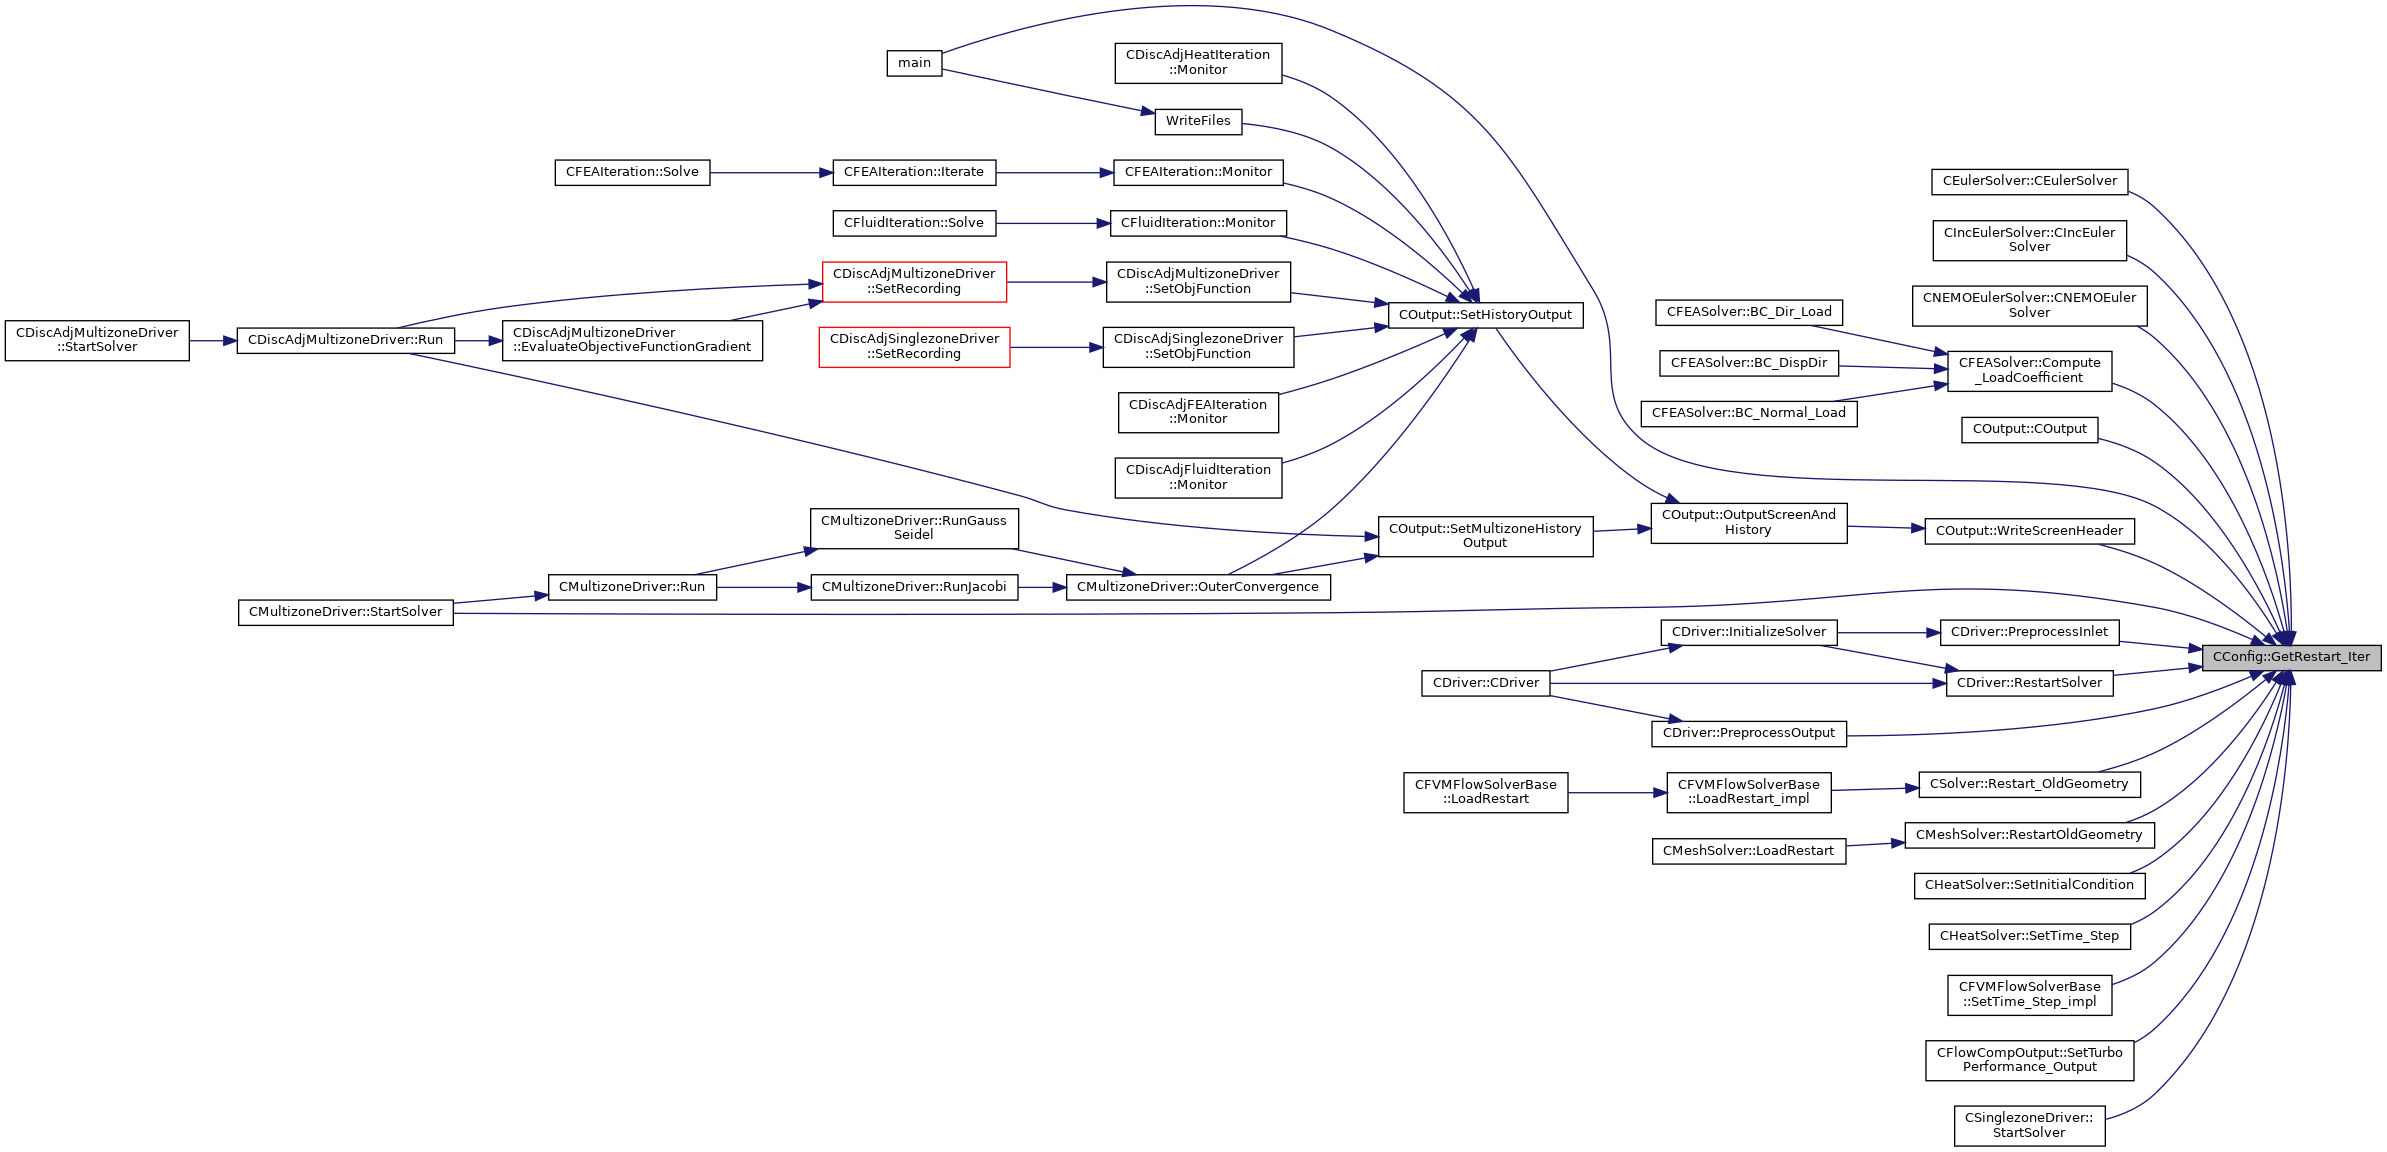 main
CDiscAdjHeatIteration
::Monitor
WriteFiles
CFEAIteration::Solve
CFEAIteration::Iterate
CFEAIteration::Monitor
CFluidIteration::Solve
CFluidIteration::Monitor
CDiscAdjMultizoneDriver
::SetRecording
CDiscAdjMultizoneDriver
::SetObjFunction
CDiscAdjMultizoneDriver
::StartSolver
CDiscAdjMultizoneDriver::Run
CDiscAdjMultizoneDriver
::EvaluateObjectiveFunctionGradient
CDiscAdjSinglezoneDriver
::SetRecording
CDiscAdjSinglezoneDriver
::SetObjFunction
COutput::SetHistoryOutput
CDiscAdjFEAIteration
::Monitor
CDiscAdjFluidIteration
::Monitor
CMultizoneDriver::RunGauss
Seidel
CMultizoneDriver::StartSolver
CMultizoneDriver::Run
CMultizoneDriver::RunJacobi
CMultizoneDriver::OuterConvergence
COutput::SetMultizoneHistory
Output
COutput::OutputScreenAnd
History
COutput::WriteScreenHeader
CEulerSolver::CEulerSolver
CIncEulerSolver::CIncEuler
Solver
CNEMOEulerSolver::CNEMOEuler
Solver
CFEASolver::BC_Dir_Load
CFEASolver::BC_DispDir
CFEASolver::BC_Normal_Load
CFEASolver::Compute
_LoadCoefficient
COutput::COutput
CConfig::GetRestart_Iter
CDriver::InitializeSolver
CDriver::PreprocessInlet
CDriver::CDriver
CDriver::RestartSolver
CDriver::PreprocessOutput
CFVMFlowSolverBase
::LoadRestart
CFVMFlowSolverBase
::LoadRestart_impl
CSolver::Restart_OldGeometry
CMeshSolver::LoadRestart
CMeshSolver::RestartOldGeometry
CHeatSolver::SetInitialCondition
CHeatSolver::SetTime_Step
CFVMFlowSolverBase
::SetTime_Step_impl
CFlowCompOutput::SetTurbo
Performance_Output
CSinglezoneDriver::
StartSolver